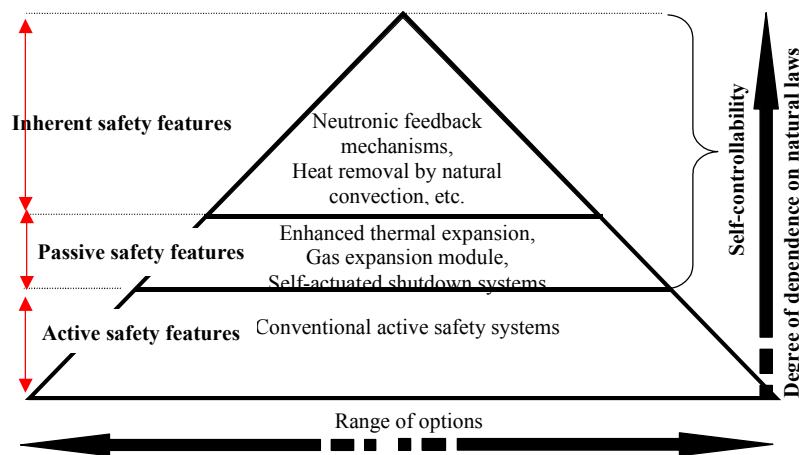 Inherent safety features
Neutronic feedback
mechanisms,
Heat removal by natural
convection, etc.
Passive safety features
Enhanced thermal expansion,
Gas expansion module,
Self-actuated shutdown systems
Active safety features
Conventional active safety systems
Range of options
Self-controllability
Degree of dependence on natural laws